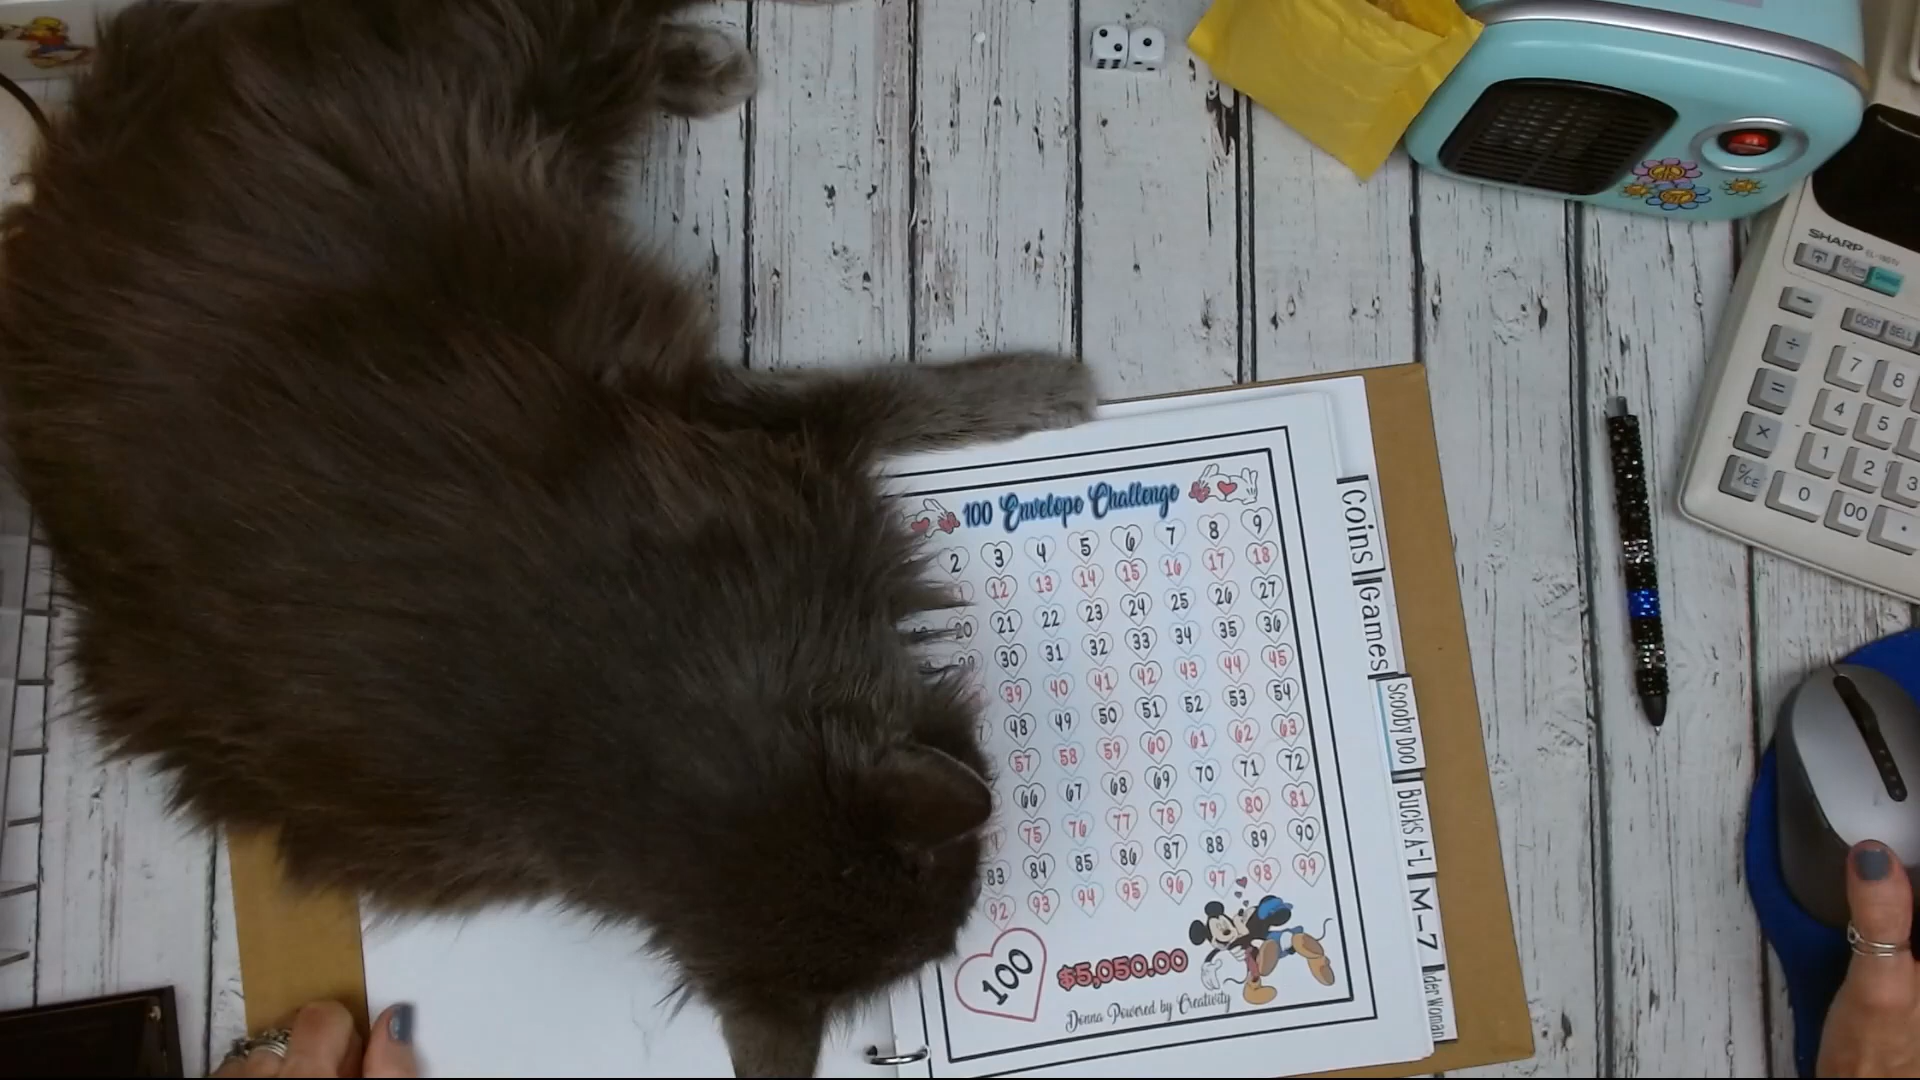 SHARP
COST SELL
÷ 7 8
= 4 5
X 1 2 3
C/CE 0 00 .
100 Envelope Challenge
2 3 4 5 6 7 8 9
12 13 14 15 16 17 18
20 21 22 23 24 25 26 27
30 31 32 33 34 35 36
39 40 41 42 43 44 45
48 49 50 51 52 53 54
57 58 59 60 61 62 63
66 67 68 69 70 71 72
75 76 77 78 79 80 81
83 84 85 86 87 88 89 90
92 93 94 95 96 97 98 99
100 $5,050.00
Donna Powered by Creativity
Coins
Games
Scooby Doo
Bucks A-L
M-7
der Woman